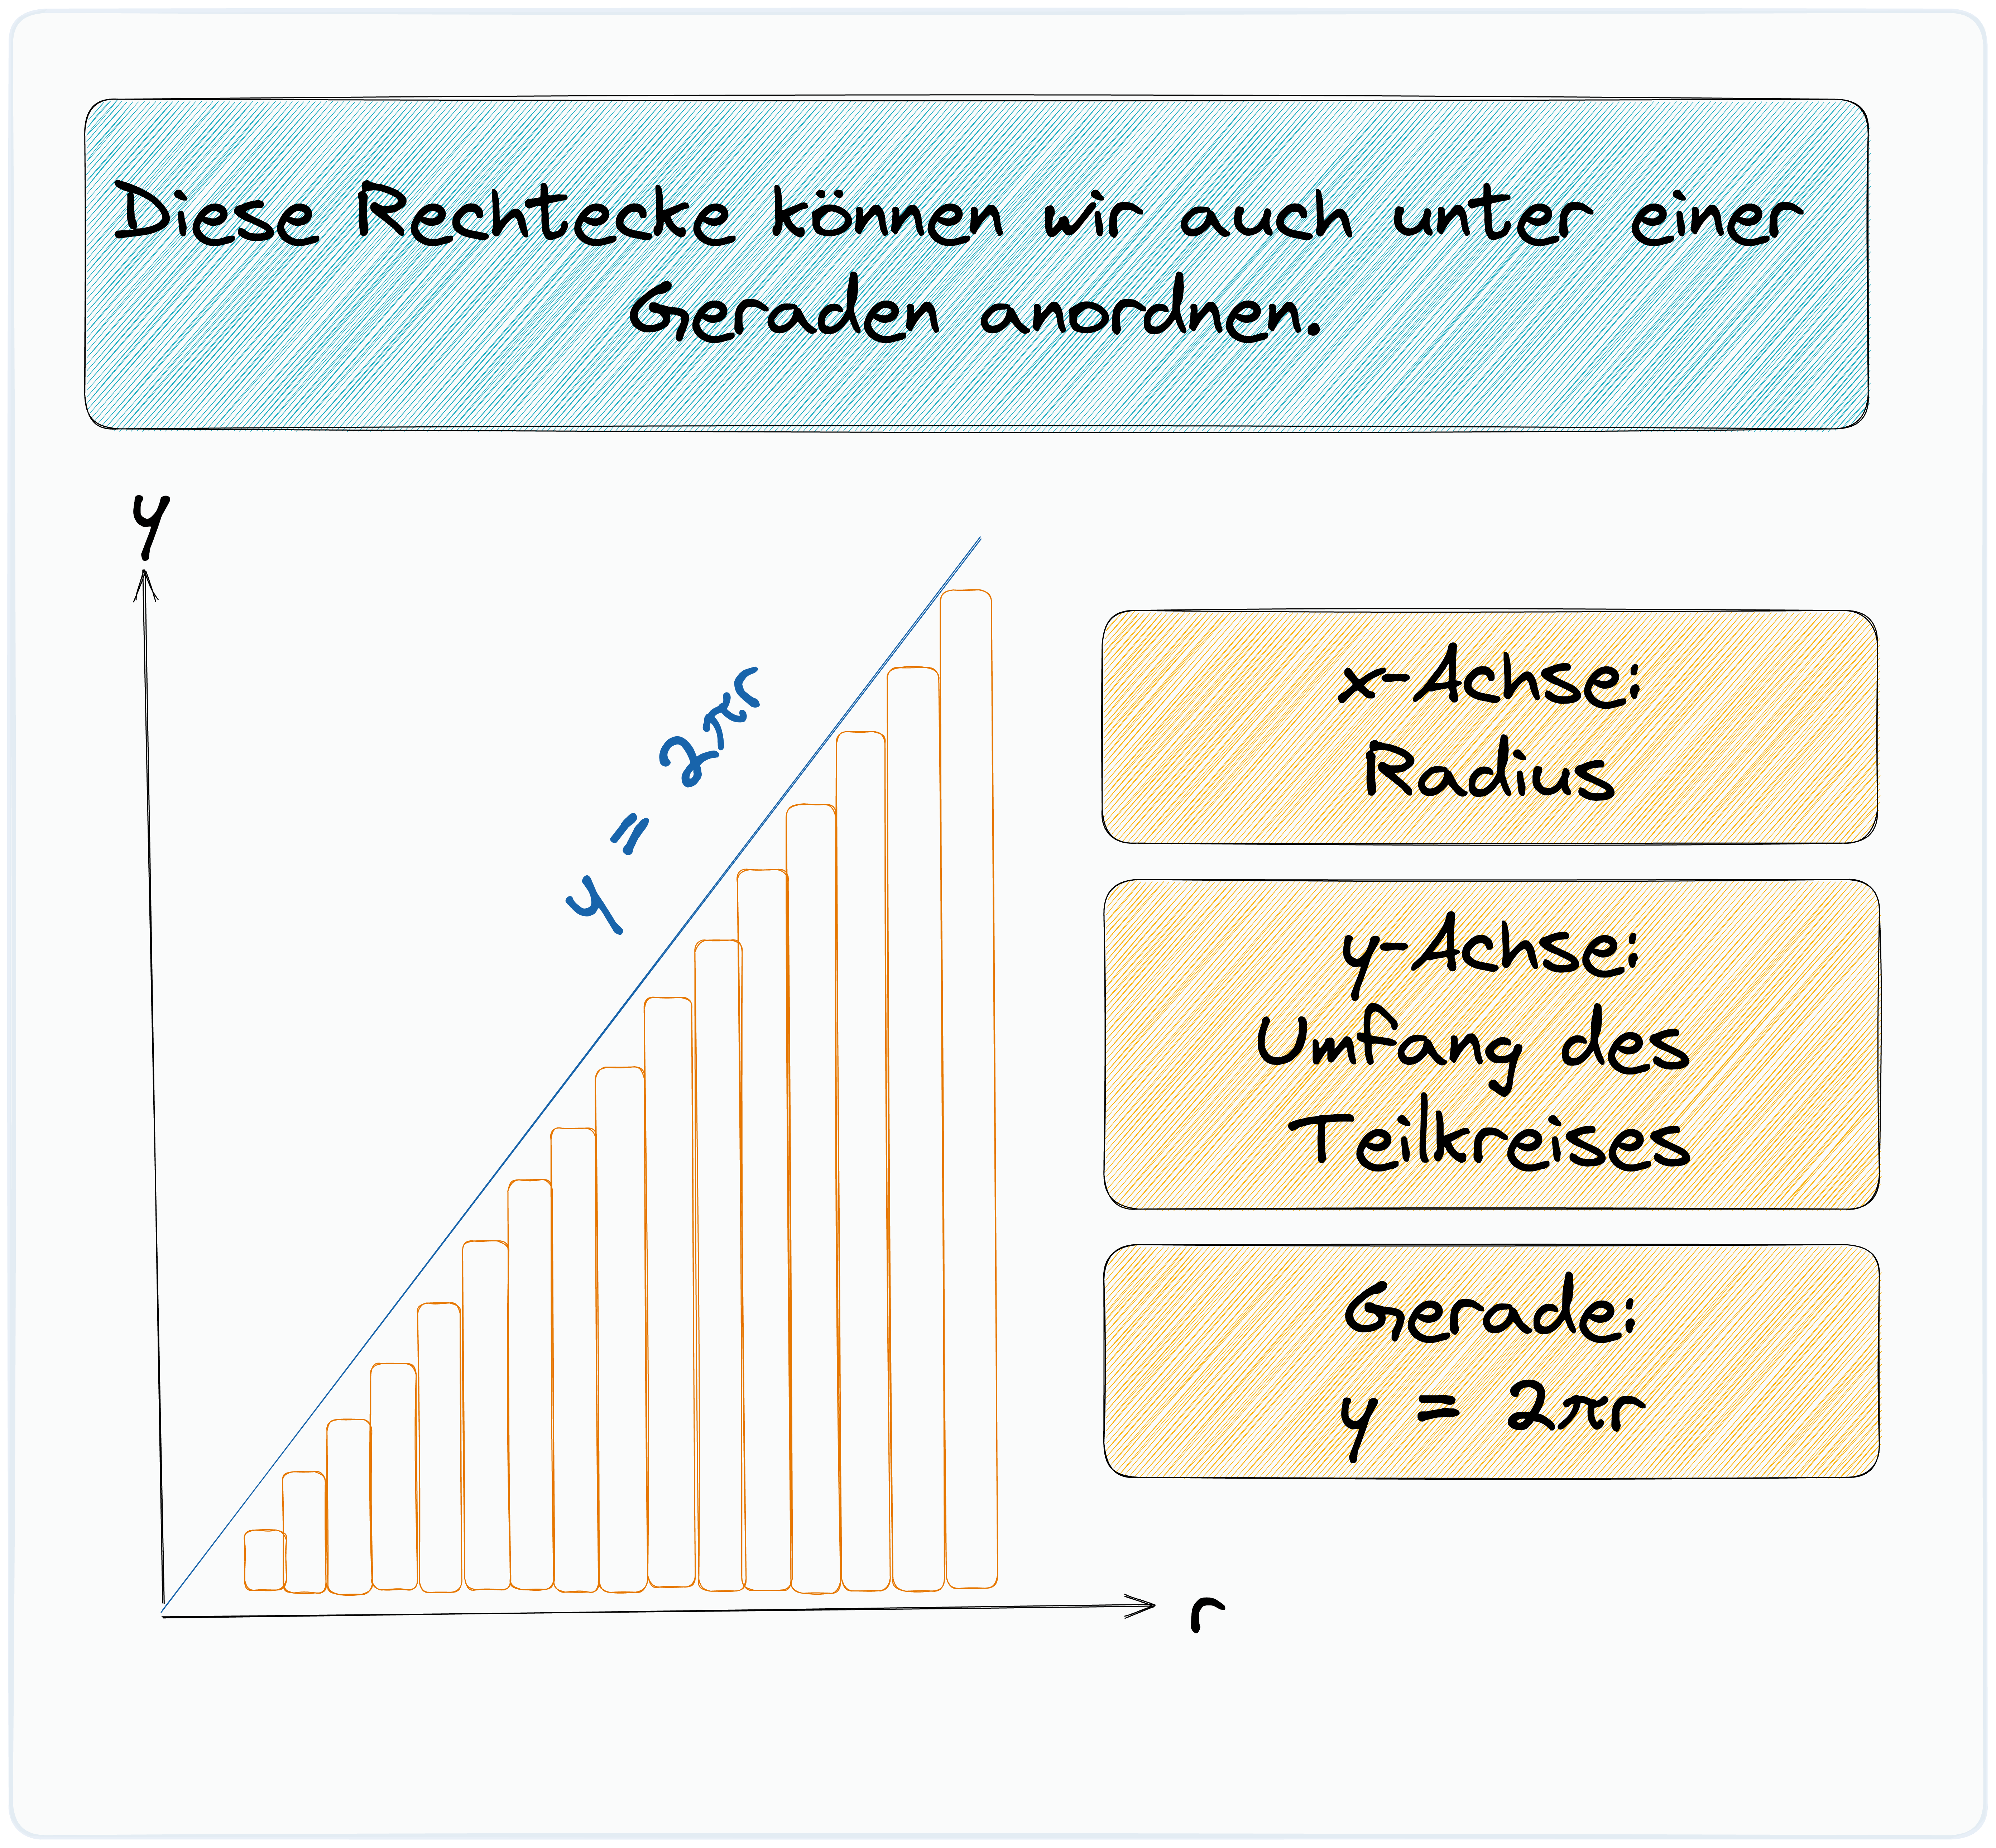 Diese Rechtecke können wir auch unter einer
Geraden anordnen.
y
y = 2πr
r
x-Achse:
Radius
y-Achse:
Umfang des
Teilkreises
Gerade:
y = 2πr